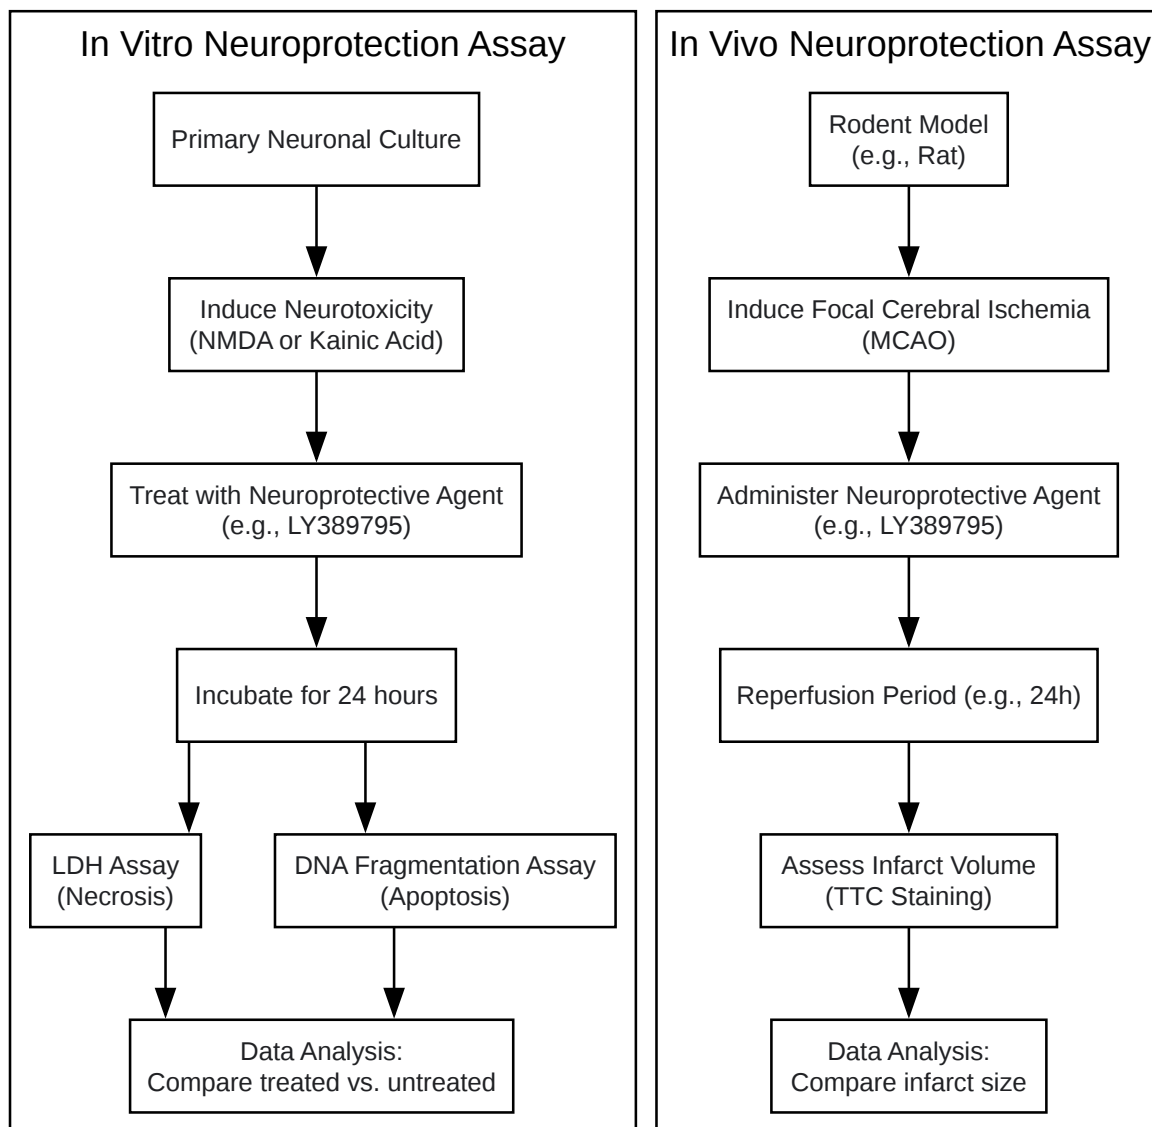 In Vitro Neuroprotection Assay
Primary Neuronal Culture
Induce Neurotoxicity
(NMDA or Kainic Acid)
Treat with Neuroprotective Agent
(e.g., LY389795)
Incubate for 24 hours
LDH Assay
(Necrosis)
DNA Fragmentation Assay
(Apoptosis)
Data Analysis:
Compare treated vs. untreated
In Vivo Neuroprotection Assay
Rodent Model
(e.g., Rat)
Induce Focal Cerebral Ischemia
(MCAO)
Administer Neuroprotective Agent
(e.g., LY389795)
Reperfusion Period (e.g., 24h)
Assess Infarct Volume
(TTC Staining)
Data Analysis:
Compare infarct size